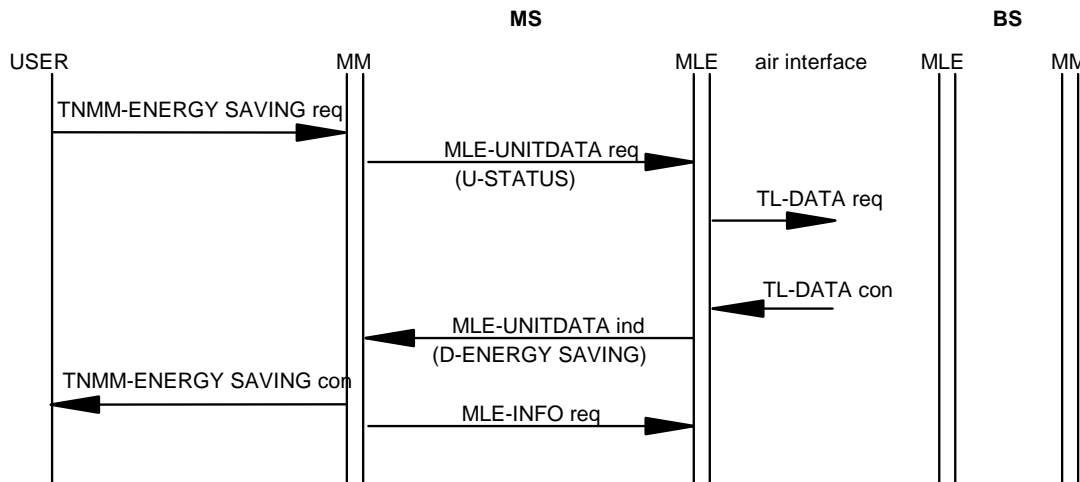 MS BS
USER MM MLE air interface MLE MM
TNMM-ENERGY SAVING req
MLE-UNITDATA req
(U-STATUS)
TL-DATA req
TL-DATA con
MLE-UNITDATA ind
(D-ENERGY SAVING)
TNMM-ENERGY SAVING con
MLE-INFO req